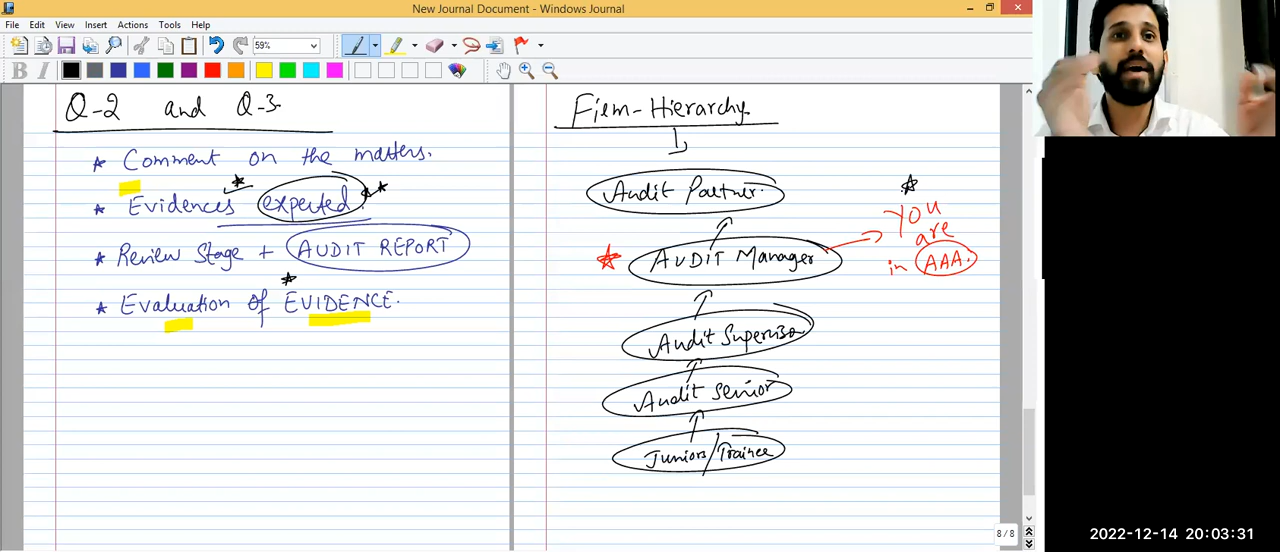 New Journal Document - Windows Journal
File Edit View Insert Actions Tools Help
59%
B I
Q-2 and Q-3
Comment on the matters.
Evidences expected.
Review Stage + AUDIT REPORT
Evaluation of EVIDENCE.
Firm-Hierarchy
Audit Partner.
AUDIT Manager
YOU
are
in AAA.
Audit Supervisor
Audit Senior
Juniors/Trainee
8 / 8
2022-12-14 20:03:31